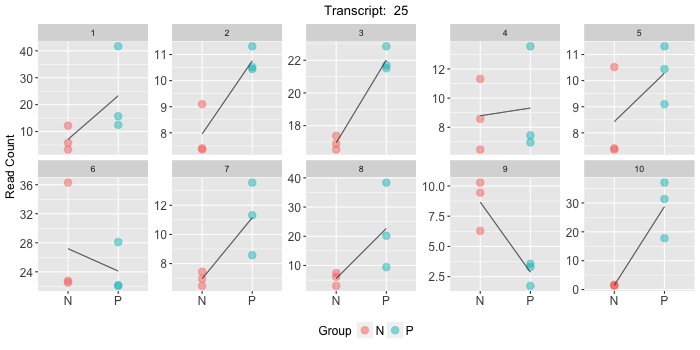 Transcript: 25
1 2 3 4 5
40 11 22 12 11
30 10 10
20 9 20 10 9
10 8 18 8 8
Read Count
6 7 8 9 10
36 12 40 10.0 30
32 10 30 7.5 20
28 20 5.0 10
24 8 10 2.5 0
N P N P N P N P N P
Group N P